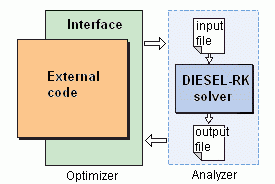 Interface
External
code
input
file
DIESEL-RK
solver
output
file
Optimizer
Analyzer